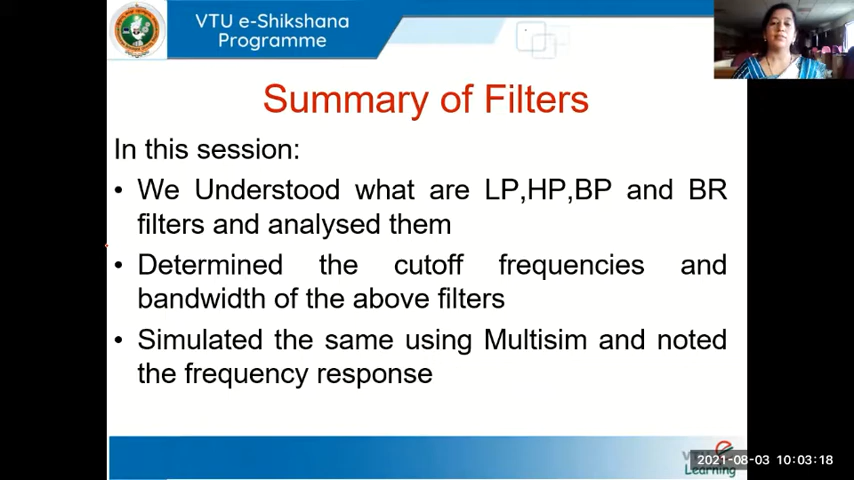 VTU e-Shikshana
Programme
Summary of Filters
In this session:
• We Understood what are LP,HP,BP and BR
filters and analysed them
• Determined the cutoff frequencies and
bandwidth of the above filters
• Simulated the same using Multisim and noted
the frequency response
2021-08-03 10:03:18
Learning